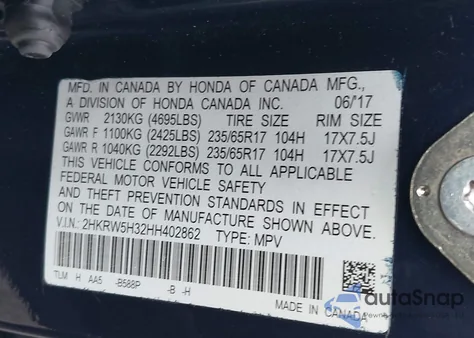 MFD. IN CANADA BY HONDA OF CANADA MFG.,
A DIVISION OF HONDA CANADA INC. 06/'17
GVWR 2130KG (4695LBS) TIRE SIZE RIM SIZE
GAWR F 1100KG (2425LBS) 235/65R17 104H 17X7.5J
GAWR R 1040KG (2292LBS) 235/65R17 104H 17X7.5J
THIS VEHICLE CONFORMS TO ALL APPLICABLE
FEDERAL MOTOR VEHICLE SAFETY
AND THEFT PREVENTION STANDARDS IN EFFECT
ON THE DATE OF MANUFACTURE SHOWN ABOVE.
V.I.N.: 2HKRW5H32HH402862 TYPE: MPV
TLM H AA5 -B588P -B -H
MADE IN CANADA
autoSnap